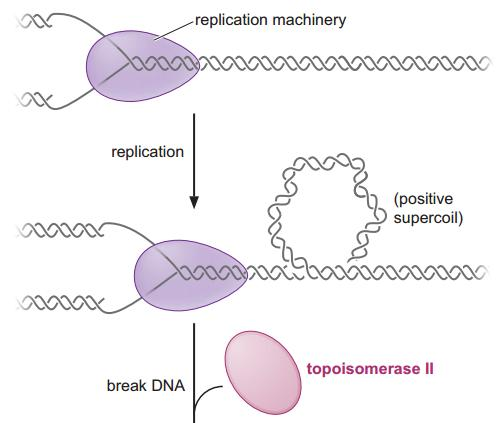 replication machinery
replication
(positive
supercoil)
topoisomerase II
break DNA